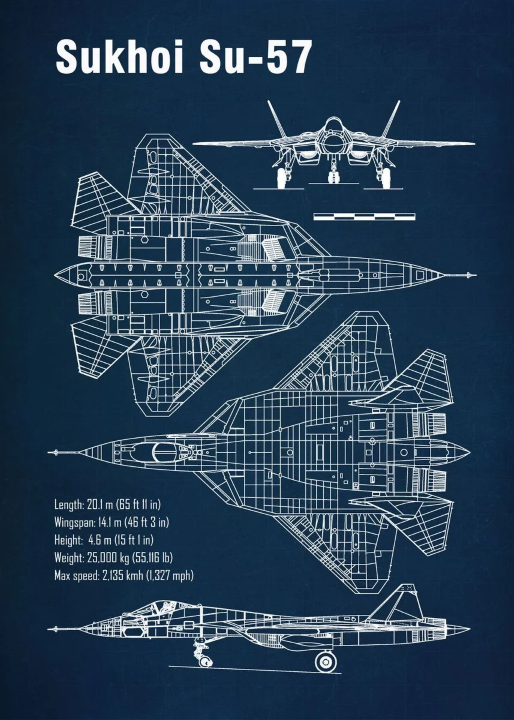 Sukhoi Su-57
Length: 20.1 m (65 ft 11 in)
Wingspan: 14.1 m (46 ft 3 in)
Height: 4.6 m (15 ft 1 in)
Weight: 25,000 kg (55,116 lb)
Max speed: 2,135 kmh (1,327 mph)